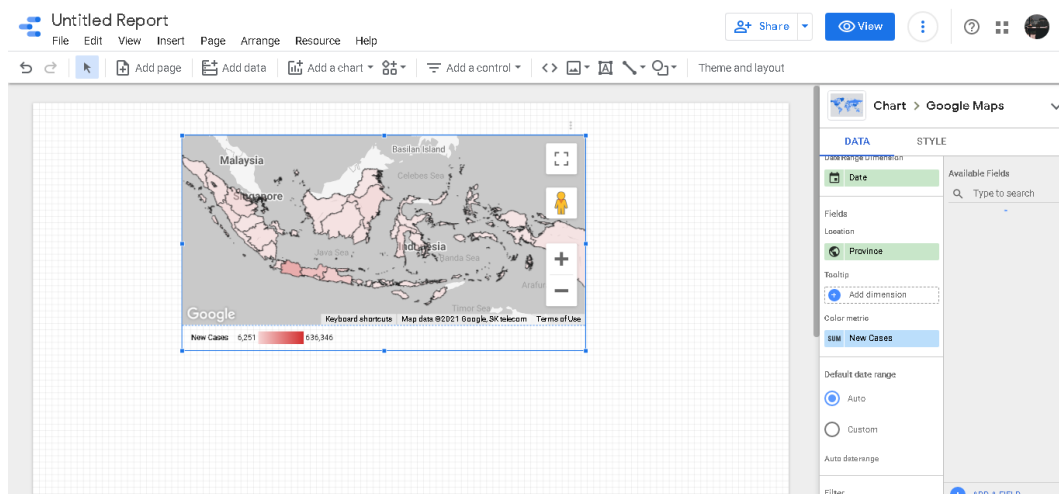 Untitled Report
File Edit View Insert Page Arrange Resource Help
Share
View
Add page
Add data
Add a chart
Add a control
Theme and layout
Chart > Google Maps
DATA STYLE
Date Range Dimension
Date
Available Fields
Type to search
Fields
Location
Province
Tooltip
Add dimension
Color metric
SUM New Cases
Default date range
Auto
Custom
Auto date range
Filter
ADD A FIELD
Malaysia
Basilan Island
Celebes Sea
Singapore
Java Sea
Indonesia
Banda Sea
Timor Sea
Google
Keyboard shortcuts Map data ©2021 Google, SK telecom Terms of Use
New Cases 6,251 636,346